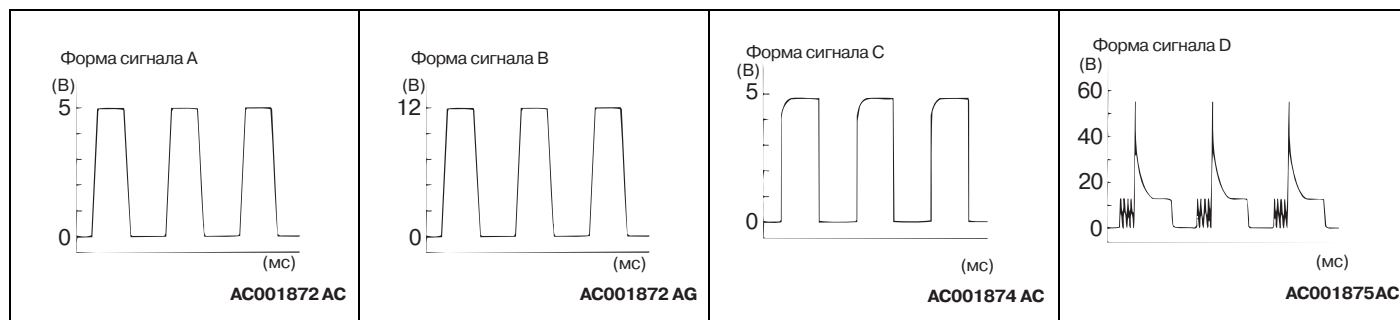 Форма сигнала A
(В)
5
0
(мс)
AC001872 AC
Форма сигнала B
(В)
12
0
(мс)
AC001872 AG
Форма сигнала C
(В)
5
0
(мс)
AC001874 AC
Форма сигнала D
(В)
60
40
20
0
(мс)
AC001875AC